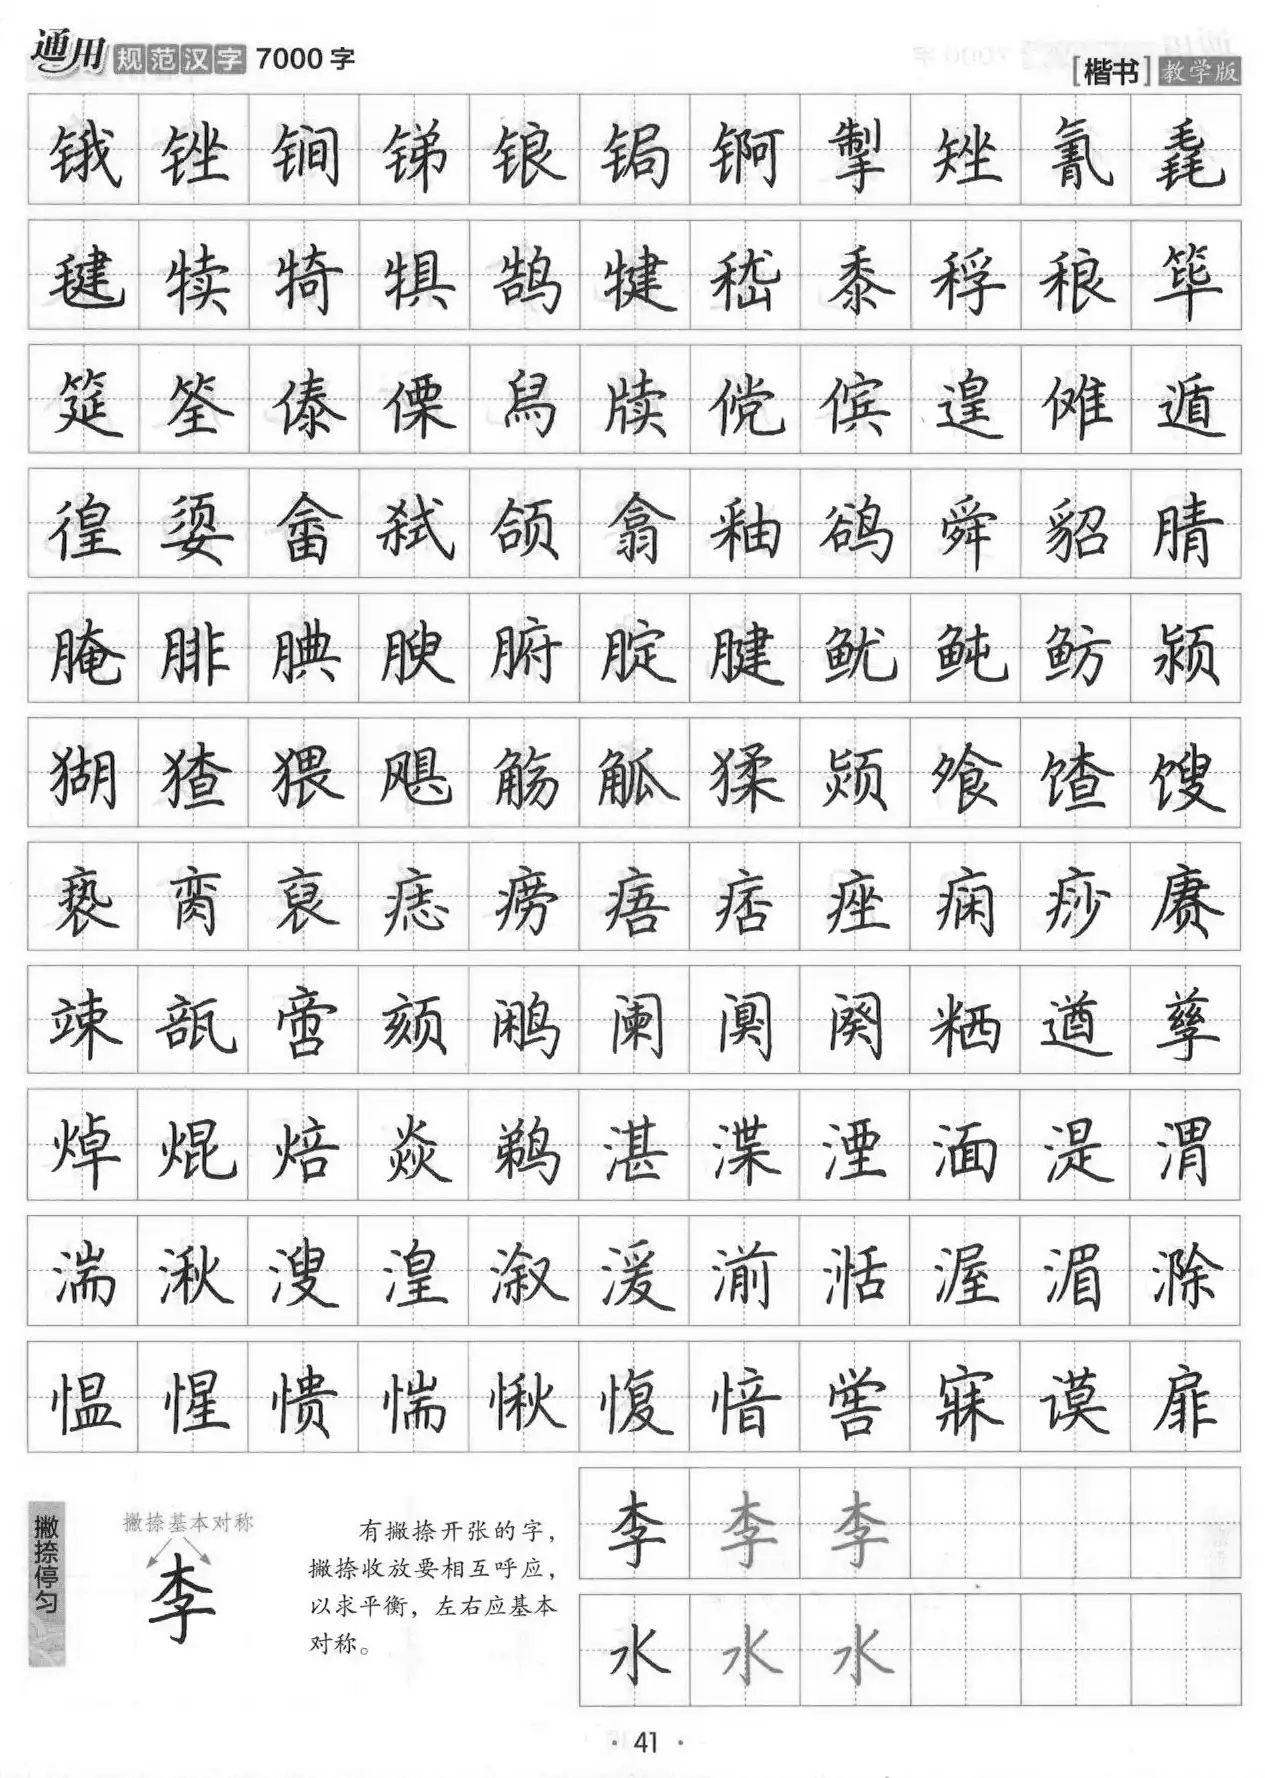 通用规范汉字 7000 字
[楷书] 教学版
锇 锉 锏 锑 锒 锔 锕 掣 矬 氰 毳
毽 犊 犄 犋 鹄 犍 嵇 黍 稃 稂 筚
筵 筌 傣 傈 舄 牍 傥 傧 遑 傩 遁
徨 媭 畲 弑 颌 翕 釉 鹆 舜 貂 腈
腌 腓 腆 腴 腑 腚 腱 鱿 鲀 鲂 颍
猢 猹 猥 飓 觞 觚 猱 颎 飧 馇 馊
亵 脔 裒 痣 痨 痦 痞 痤 痫 痧 赓
竦 瓿 啻 颏 鹇 阑 阒 阕 粞 遒 孳
焯 焜 焙 焱 鹈 湛 渫 湮 湎 湜 渭
湍 湫 溲 湟 溆 湲 湔 湉 渥 湄 滁
愠 惺 愦 惴 愀 愎 愔 喾 寐 谟 扉
李 李 李
水 水 水
撇捺停匀
撇捺基本对称
李
有撇捺开张的字，
撇捺收放要相互呼应，
以求平衡，左右应基本
对称。
· 41 ·